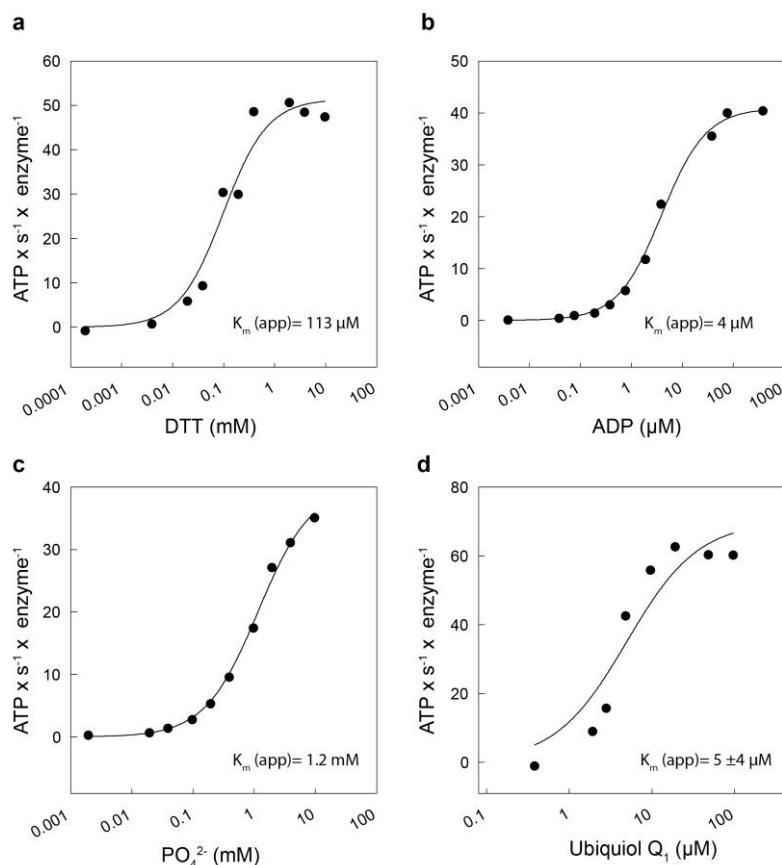 a
ATP x s⁻¹ x enzyme⁻¹
60
50
40
30
20
10
0
Kₘ (app)= 113 µM
0.0001
0.001
0.01
0.1
1
10
100
DTT (mM)
b
ATP x s⁻¹ x enzyme⁻¹
50
40
30
20
10
0
Kₘ (app)= 4 µM
0.001
0.01
0.1
1
10
100
1000
ADP (µM)
c
ATP x s⁻¹ x enzyme⁻¹
40
30
20
10
0
Kₘ (app)= 1.2 mM
0.001
0.01
0.1
1
10
100
PO₄²⁻ (mM)
d
ATP x s⁻¹ x enzyme⁻¹
80
60
40
20
0
Kₘ (app)= 5 ±4 µM
0.1
1
10
100
Ubiquiol Q₁ (µM)